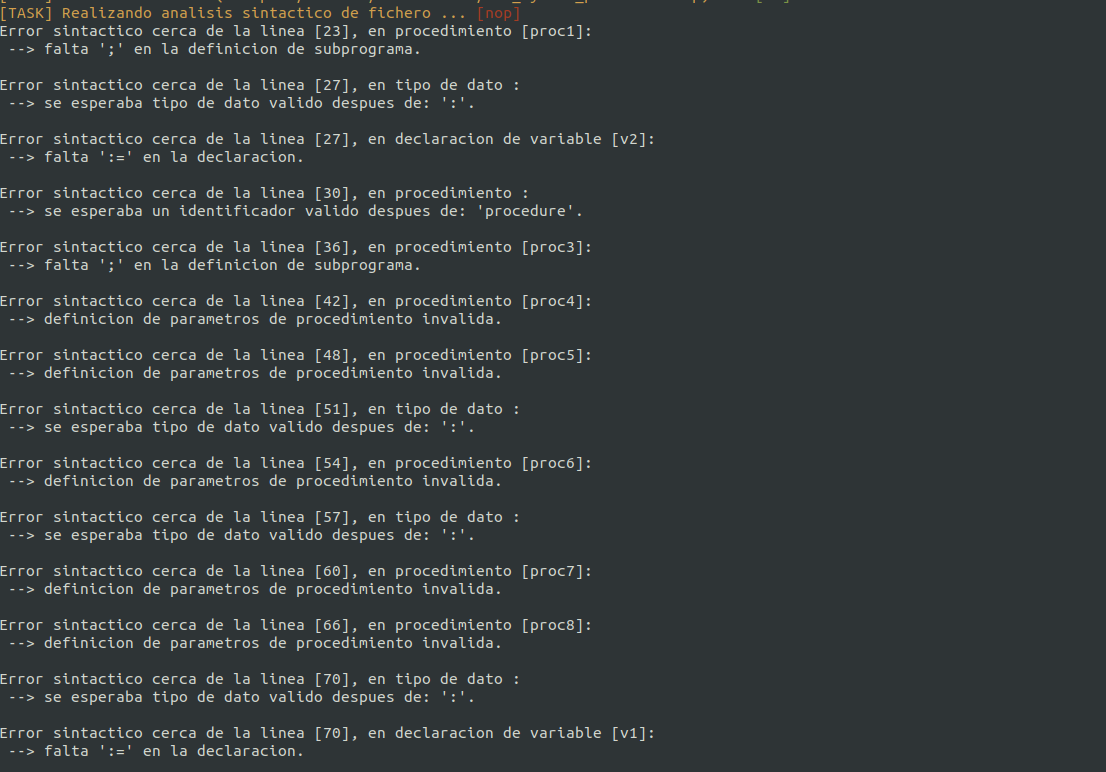 [TASK] Realizando analisis sintactico de fichero ... [nop]
Error sintactico cerca de la linea [23], en procedimiento [proc1]:
--> falta ';' en la definicion de subprograma.
Error sintactico cerca de la linea [27], en tipo de dato :
--> se esperaba tipo de dato valido despues de: ':'.
Error sintactico cerca de la linea [27], en declaracion de variable [v2]:
--> falta ':=' en la declaracion.
Error sintactico cerca de la linea [30], en procedimiento :
--> se esperaba un identificador valido despues de: 'procedure'.
Error sintactico cerca de la linea [36], en procedimiento [proc3]:
--> falta ';' en la definicion de subprograma.
Error sintactico cerca de la linea [42], en procedimiento [proc4]:
--> definicion de parametros de procedimiento invalida.
Error sintactico cerca de la linea [48], en procedimiento [proc5]:
--> definicion de parametros de procedimiento invalida.
Error sintactico cerca de la linea [51], en tipo de dato :
--> se esperaba tipo de dato valido despues de: ':'.
Error sintactico cerca de la linea [54], en procedimiento [proc6]:
--> definicion de parametros de procedimiento invalida.
Error sintactico cerca de la linea [57], en tipo de dato :
--> se esperaba tipo de dato valido despues de: ':'.
Error sintactico cerca de la linea [60], en procedimiento [proc7]:
--> definicion de parametros de procedimiento invalida.
Error sintactico cerca de la linea [66], en procedimiento [proc8]:
--> definicion de parametros de procedimiento invalida.
Error sintactico cerca de la linea [70], en tipo de dato :
--> se esperaba tipo de dato valido despues de: ':'.
Error sintactico cerca de la linea [70], en declaracion de variable [v1]:
--> falta ':=' en la declaracion.